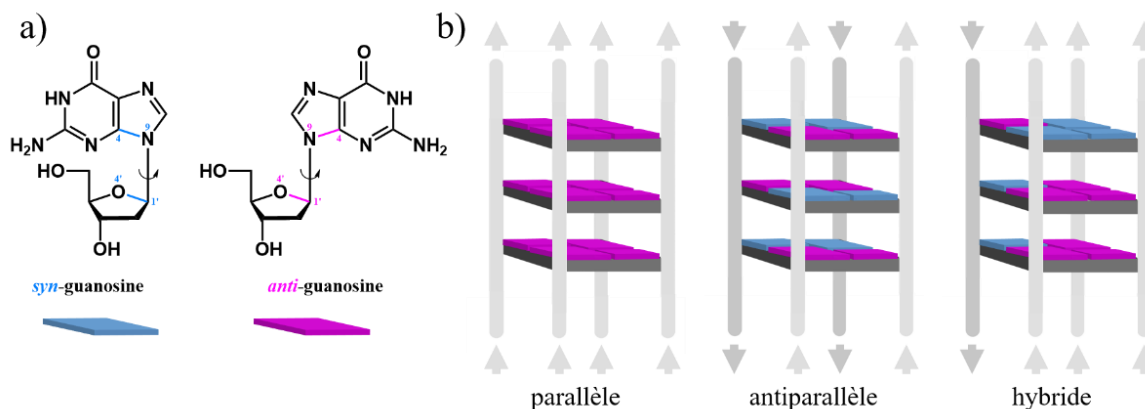 a)
O
NH
N
H₂N
N
N
9
4
HO
O
4'
1'
OH
syn-guanosine
O
N
NH
N
N
NH₂
9
4
HO
O
4'
1'
OH
anti-guanosine
b)
parallèle
antiparallèle
hybride